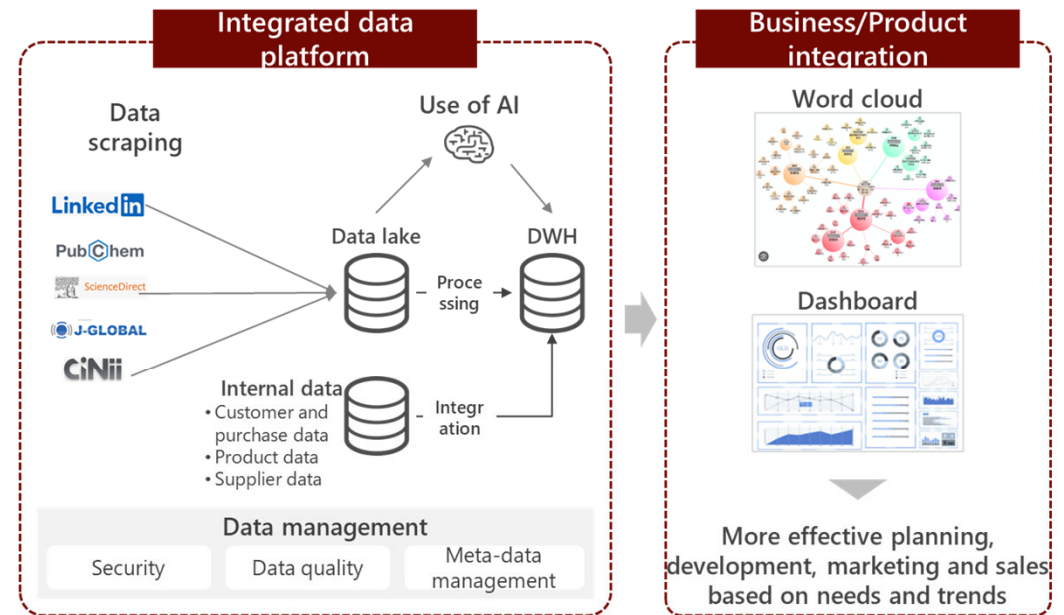 Integrated data
platform
Data
scraping
Use of AI
LinkedIn
PubChem
ScienceDirect
J-GLOBAL
CiNii
Data lake
DWH
Proce
ssing
Internal data
• Customer and
purchase data
• Product data
• Supplier data
Integr
ation
Data management
Security
Data quality
Meta-data
management
Business/Product
integration
Word cloud
Dashboard
More effective planning,
development, marketing and sales
based on needs and trends